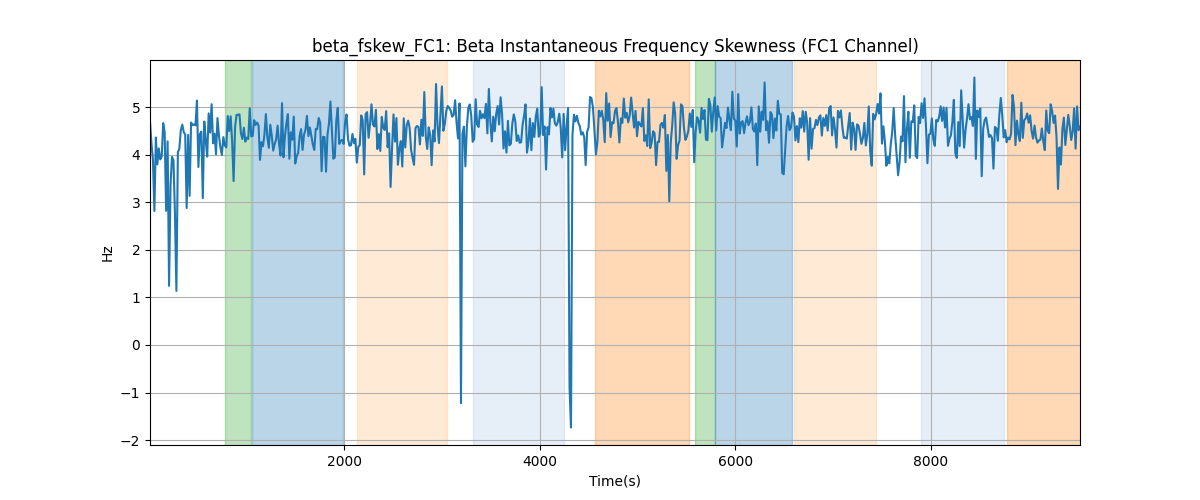 beta_fskew_FC1: Beta Instantaneous Frequency Skewness (FC1 Channel)
Hz
5
4
3
2
1
0
−1
−2
2000 4000 6000 8000
Time(s)